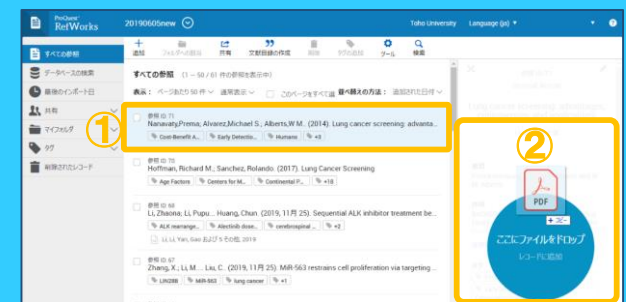 ProQuest
RefWorks
20190605new
Toho University
Language (ja)
?
追加
フォルダへの追加
共有
文献目録の作成
削除
タグの追加
ツール
検索
すべての参照
データベースの検索
最後のインポート日
共有
マイフォルダ
タグ
削除されたレコード
すべての参照 (1 – 50 / 61 件の参照を表示中)
表示： ページあたり 50 件 通常表示 このページをすべて選 並べ替えの方法： 追加された日付
①
参照 ID 71
Nanavaty,Prema; Alvarez,Michael S.; Alberts,W M.. (2014). Lung cancer screening: advanta...
Cost-Benefit A... Early Detectio... Humans +3
参照 ID 70
Hoffman, Richard M.; Sanchez, Rolando. (2017). Lung Cancer Screening
Age Factors Centers for M... Continental P... +18
参照 ID 68
Li, Zhaona; Li, Pupu... Huang, Chun. (2019, 11月 25). Sequential ALK inhibitor treatment be...
ALK rearrange... Alectinib dose... cerebrospinal ... +2
Li, Li, Yan, Gao および 5 その他, 2019
参照 ID 67
Zhang, X.; Li, M.... Liu, C.. (2019, 11月 25). MiR-563 restrains cell proliferation via targeting ...
LIN28B MiR-563 lung cancer +1
②
PDF
+ コピー
ここにファイルをドロップ
レコードに追加